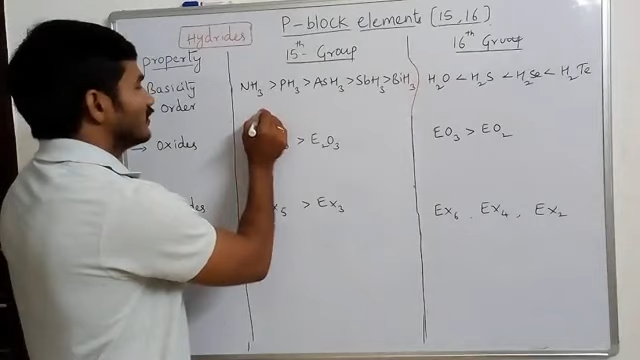 P-block elements (15,16)
Hydrides
property
15th Group
16th Group
Basicity order
NH3 > PH3 > AsH3 > SbH3 > BiH3
H2O < H2S < H2Se < H2Te
→ Oxides
> E2O3
EO3 > EO2
des
x5 > Ex3
Ex6, Ex4, Ex2